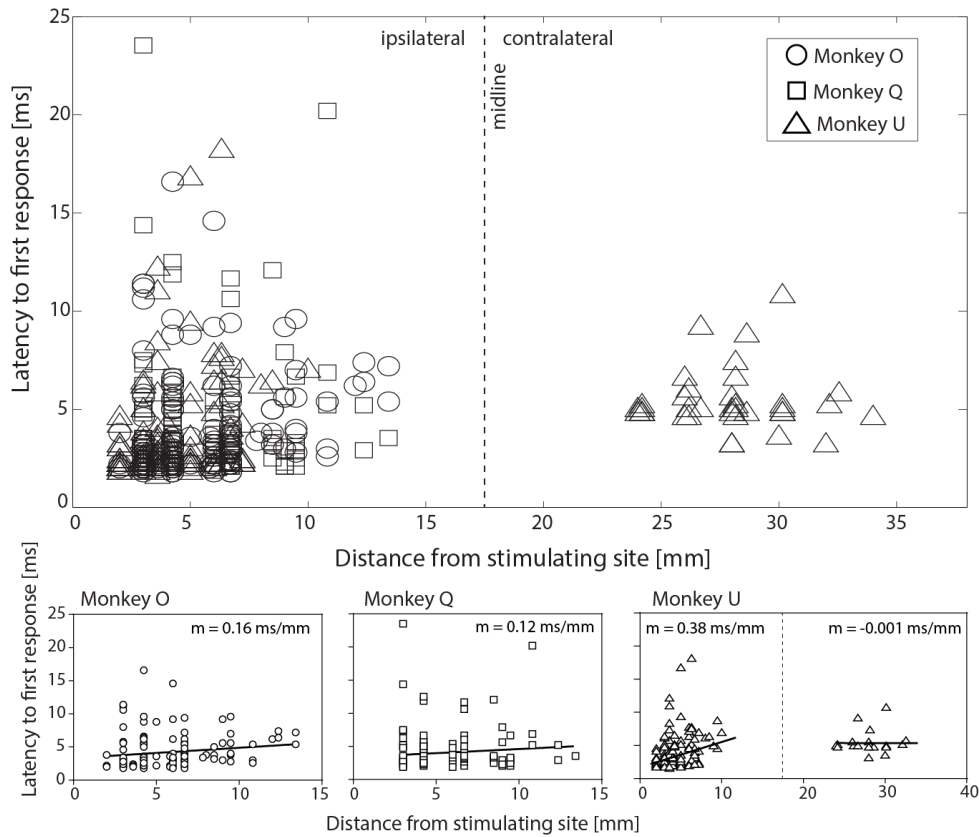 25
20
15
10
5
0
Latency to first response [ms]
ipsilateral
contralateral
midline
Monkey O
Monkey Q
Monkey U
0
5
10
15
20
25
30
35
Distance from stimulating site [mm]
Latency to first response [ms]
Monkey O
m = 0.16 ms/mm
25
20
15
10
5
0
0
5
10
15
Monkey Q
m = 0.12 ms/mm
0
5
10
15
Monkey U
m = 0.38 ms/mm
m = -0.001 ms/mm
0
10
20
30
40
Distance from stimulating site [mm]